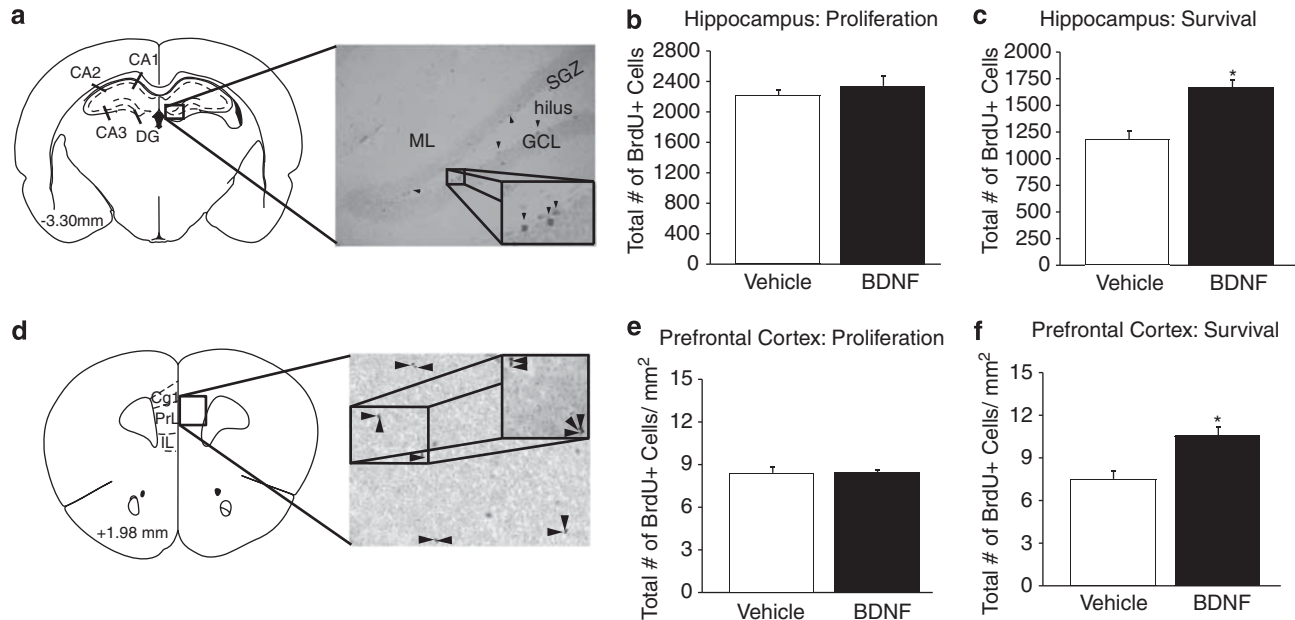 a
CA1
CA2
CA3
DG
-3.30mm
SGZ
hilus
ML
GCL
b
Hippocampus: Proliferation
Total # of BrdU+ Cells
2800
2400
2000
1600
1200
800
400
0
Vehicle
BDNF
c
Hippocampus: Survival
Total # of BrdU+ Cells
2000
1750
1500
1250
1000
750
500
250
0
*
Vehicle
BDNF
d
Cg1
PrL
IL
+1.98 mm
e
Prefrontal Cortex: Proliferation
Total # of BrdU+ Cells/ mm²
15
12
9
6
3
0
Vehicle
BDNF
f
Prefrontal Cortex: Survival
Total # of BrdU+ Cells/ mm²
15
12
9
6
3
0
*
Vehicle
BDNF